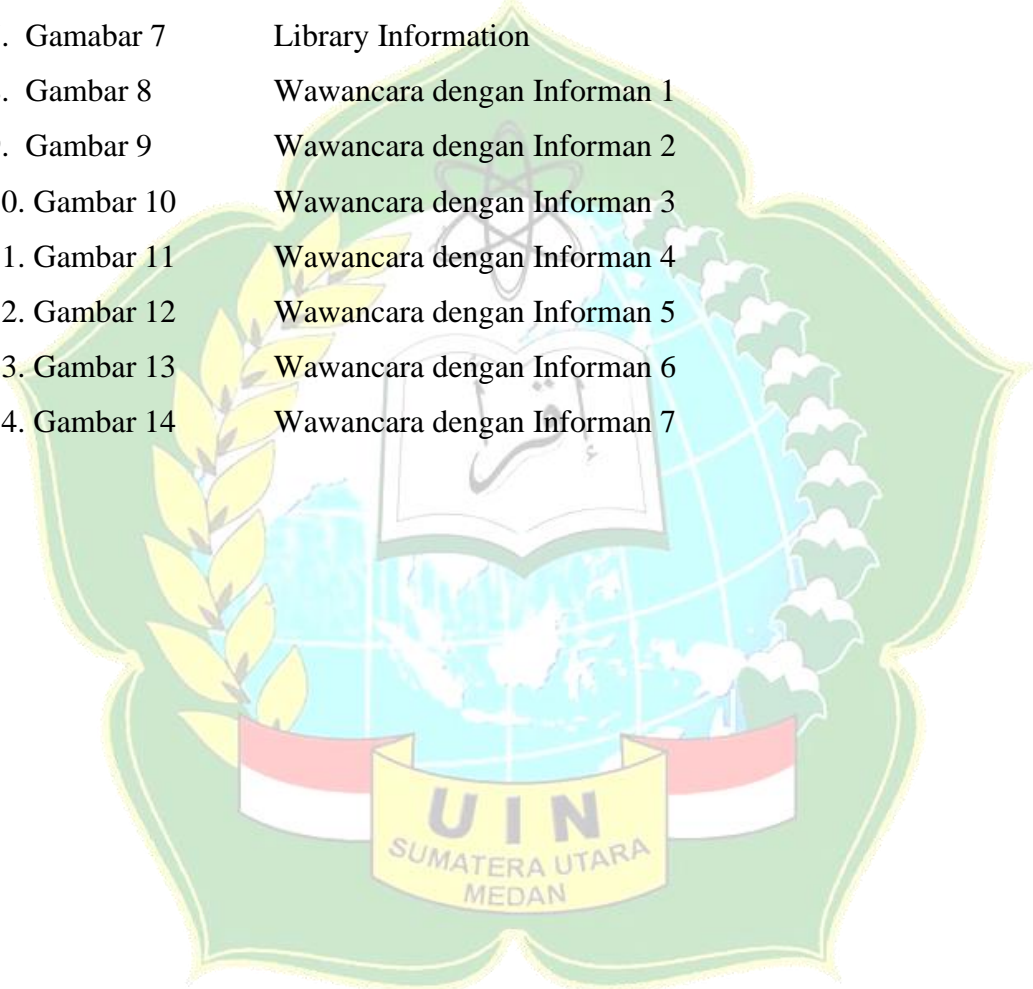 . Gamabar 7 Library Information
. Gambar 8 Wawancara dengan Informan 1
. Gambar 9 Wawancara dengan Informan 2
0. Gambar 10 Wawancara dengan Informan 3
1. Gambar 11 Wawancara dengan Informan 4
2. Gambar 12 Wawancara dengan Informan 5
3. Gambar 13 Wawancara dengan Informan 6
4. Gambar 14 Wawancara dengan Informan 7
إقرأ
UIN
SUMATERA UTARA
MEDAN